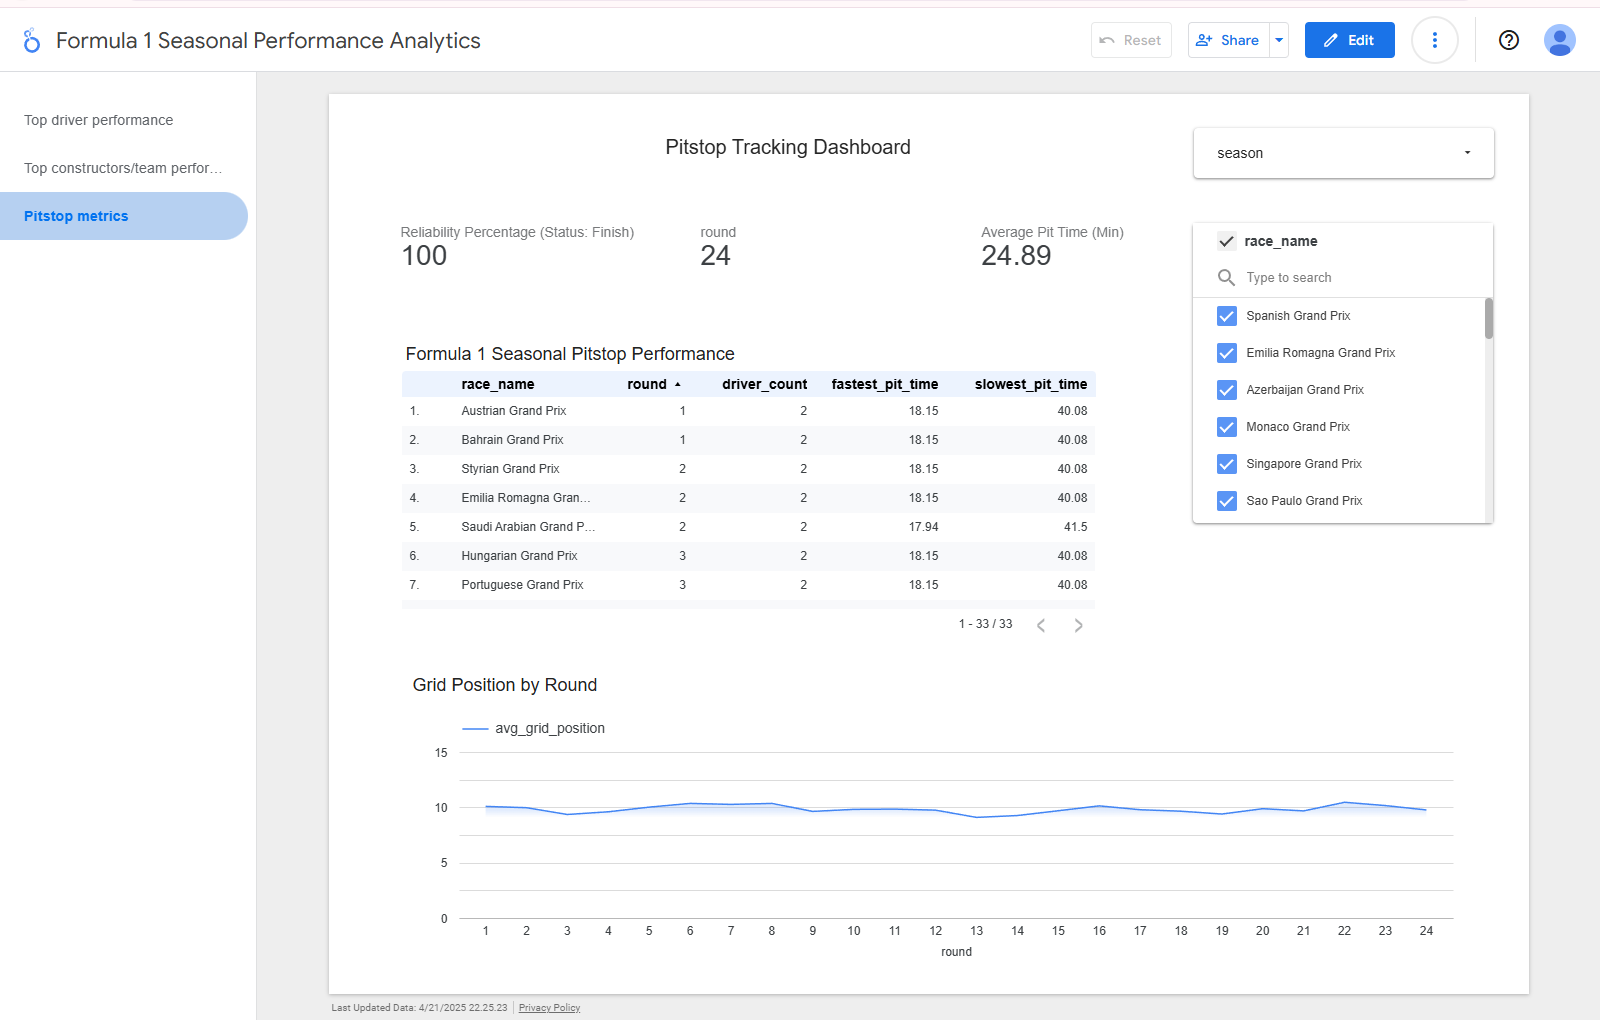 Formula 1 Seasonal Performance Analytics
Reset
Share
Edit
Top driver performance
Top constructors/team perfor...
Pitstop metrics
Pitstop Tracking Dashboard
season
Reliability Percentage (Status: Finish)
100
round
24
Average Pit Time (Min)
24.89
race_name
Type to search
Spanish Grand Prix
Emilia Romagna Grand Prix
Azerbaijan Grand Prix
Monaco Grand Prix
Singapore Grand Prix
Sao Paulo Grand Prix
Formula 1 Seasonal Pitstop Performance
race_name round driver_count fastest_pit_time slowest_pit_time
1. Austrian Grand Prix 1 2 18.15 40.08
2. Bahrain Grand Prix 1 2 18.15 40.08
3. Styrian Grand Prix 2 2 18.15 40.08
4. Emilia Romagna Gran... 2 2 18.15 40.08
5. Saudi Arabian Grand P... 2 2 17.94 41.5
6. Hungarian Grand Prix 3 2 18.15 40.08
7. Portuguese Grand Prix 3 2 18.15 40.08
1 - 33 / 33
Grid Position by Round
avg_grid_position
15
10
5
0
1 2 3 4 5 6 7 8 9 10 11 12 13 14 15 16 17 18 19 20 21 22 23 24
round
Last Updated Data: 4/21/2025 22.25.23
Privacy Policy